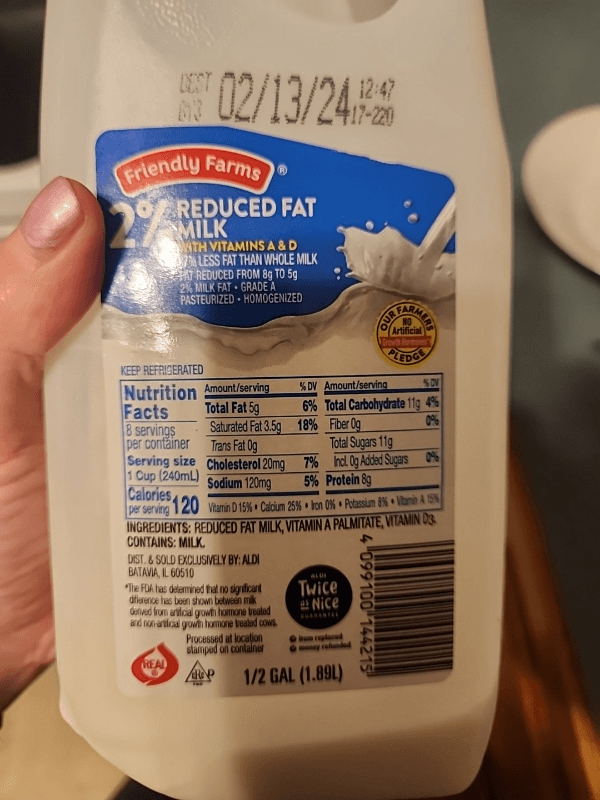 BEST 02/13/24 12:47
BY3 17-220
Friendly Farms ®
2% REDUCED FAT
MILK
WITH VITAMINS A & D
LESS FAT THAN WHOLE MILK
FAT REDUCED FROM 8g TO 5g
2% MILK FAT • GRADE A
PASTEURIZED • HOMOGENIZED
OUR FARMERS
NO
Artificial
Growth Hormones*
PLEDGE
KEEP REFRIGERATED
Nutrition
Facts
8 servings
per container
Serving size
1 Cup (240mL)
Calories
per serving 120
Amount/serving % DV
Total Fat 5g 6%
Saturated Fat 3.5g 18%
Trans Fat 0g
Cholesterol 20mg 7%
Sodium 120mg 5%
Amount/serving % DV
Total Carbohydrate 11g 4%
Fiber 0g 0%
Total Sugars 11g
Incl. 0g Added Sugars 0%
Protein 8g
Vitamin D 15% • Calcium 25% • Iron 0% • Potassium 8% • Vitamin A 15%
INGREDIENTS: REDUCED FAT MILK, VITAMIN A PALMITATE, VITAMIN D3.
CONTAINS: MILK.
DIST. & SOLD EXCLUSIVELY BY: ALDI
BATAVIA, IL 60510
*The FDA has determined that no significant
difference has been shown between milk
derived from artificial growth hormone treated
and non-artificial growth hormone treated cows.
Processed at location
stamped on container
ALDI
Twice
as Nice
GUARANTEE
item replaced
money refunded
REAL
®
1/2 GAL (1.89L)
4 099100 144215